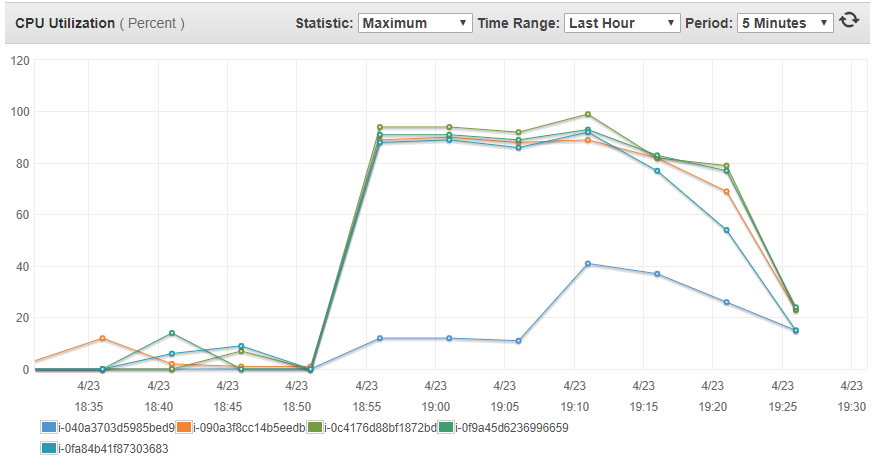 CPU Utilization ( Percent ) Statistic: Maximum Time Range: Last Hour Period: 5 Minutes
120
100
80
60
40
20
0
4/23 4/23 4/23 4/23 4/23 4/23 4/23 4/23 4/23 4/23 4/23 4/23
18:35 18:40 18:45 18:50 18:55 19:00 19:05 19:10 19:15 19:20 19:25 19:30
i-040a3703d5985bed9 i-090a3f8cc14b5eedb i-0c4176d88bf1872bd i-0f9a45d6236996659
i-0fa84b41f87303683